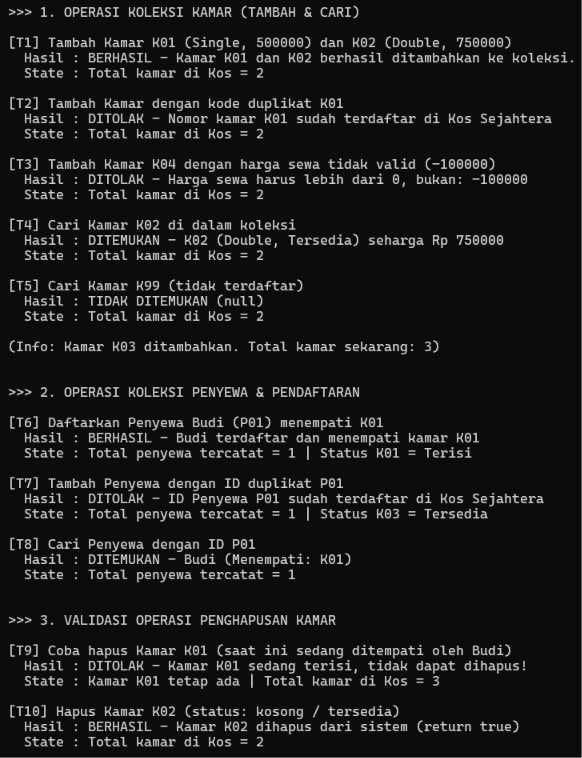 >>> 1. OPERASI KOLEKSI KAMAR (TAMBAH & CARI)
[T1] Tambah Kamar K01 (Single, 500000) dan K02 (Double, 750000)
Hasil : BERHASIL - Kamar K01 dan K02 berhasil ditambahkan ke koleksi.
State : Total kamar di Kos = 2
[T2] Tambah Kamar dengan kode duplikat K01
Hasil : DITOLAK - Nomor kamar K01 sudah terdaftar di Kos Sejahtera
State : Total kamar di Kos = 2
[T3] Tambah Kamar K04 dengan harga sewa tidak valid (-100000)
Hasil : DITOLAK - Harga sewa harus lebih dari 0, bukan: -100000
State : Total kamar di Kos = 2
[T4] Cari Kamar K02 di dalam koleksi
Hasil : DITEMUKAN - K02 (Double, Tersedia) seharga Rp 750000
State : Total kamar di Kos = 2
[T5] Cari Kamar K99 (tidak terdaftar)
Hasil : TIDAK DITEMUKAN (null)
State : Total kamar di Kos = 2
(Info: Kamar K03 ditambahkan. Total kamar sekarang: 3)
>>> 2. OPERASI KOLEKSI PENYEWA & PENDAFTARAN
[T6] Daftarkan Penyewa Budi (P01) menempati K01
Hasil : BERHASIL - Budi terdaftar dan menempati kamar K01
State : Total penyewa tercatat = 1 | Status K01 = Terisi
[T7] Tambah Penyewa dengan ID duplikat P01
Hasil : DITOLAK - ID Penyewa P01 sudah terdaftar di Kos Sejahtera
State : Total penyewa tercatat = 1 | Status K03 = Tersedia
[T8] Cari Penyewa dengan ID P01
Hasil : DITEMUKAN - Budi (Menempati: K01)
State : Total penyewa tercatat = 1
>>> 3. VALIDASI OPERASI PENGHAPUSAN KAMAR
[T9] Coba hapus Kamar K01 (saat ini sedang ditempati oleh Budi)
Hasil : DITOLAK - Kamar K01 sedang terisi, tidak dapat dihapus!
State : Kamar K01 tetap ada | Total kamar di Kos = 3
[T10] Hapus Kamar K02 (status: kosong / tersedia)
Hasil : BERHASIL - Kamar K02 dihapus dari sistem (return true)
State : Total kamar di Kos = 2